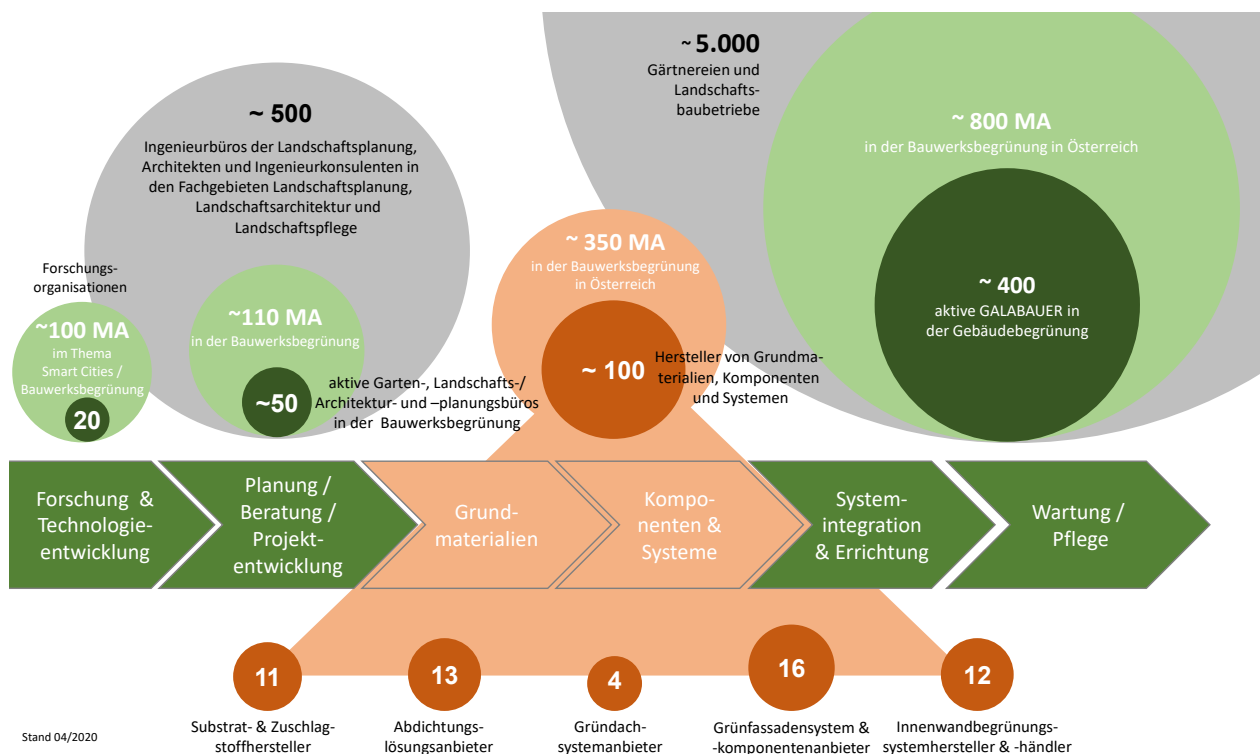 ~ 5.000
Gärtnereien und
Landschafts-
baubetriebe
~ 500
Ingenieurbüros der Landschaftsplanung,
Architekten und Ingenieurkonsulenten in
den Fachgebieten Landschaftsplanung,
Landschaftsarchitektur und
Landschaftspflege
~ 800 MA
in der Bauwerksbegrünung in Österreich
~ 350 MA
in der Bauwerksbegrünung
in Österreich
~ 400
aktive GALABAUER in
der Gebäudebegrünung
Forschungs-
organisationen
~100 MA
im Thema
Smart Cities /
Bauwerksbegrünung
20
~110 MA
in der Bauwerksbegrünung
~50
aktive Garten-, Landschafts-/
Architektur- und –planungsbüros
in der Bauwerksbegrünung
~ 100
Hersteller von Grundma-
terialien, Komponenten
und Systemen
Forschung &
Technologie-
entwicklung
Planung /
Beratung /
Projekt-
entwicklung
Grund-
materialien
Kompo-
nenten &
Systeme
System-
integration
& Errichtung
Wartung /
Pflege
11
Substrat- & Zuschlag-
stoffhersteller
13
Abdichtungs-
lösungsanbieter
4
Gründach-
systemanbieter
16
Grünfassadensystem &
-komponentenanbieter
12
Innenwandbegrünungs-
systemhersteller & -händler
Stand 04/2020